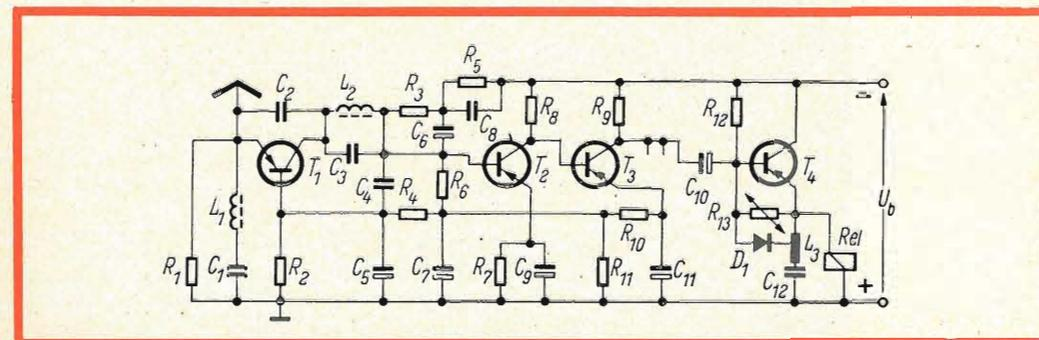 R5
C2
L2
R3
R8
R9
R12
C8
C6
T1
C3
T2
T3
T4
C4
R6
C10
Ub
L1
R4
R13
R10
D1
L3
Rel
R1
C1
R2
C5
C7
R7
C9
R11
C11
C12
+
−